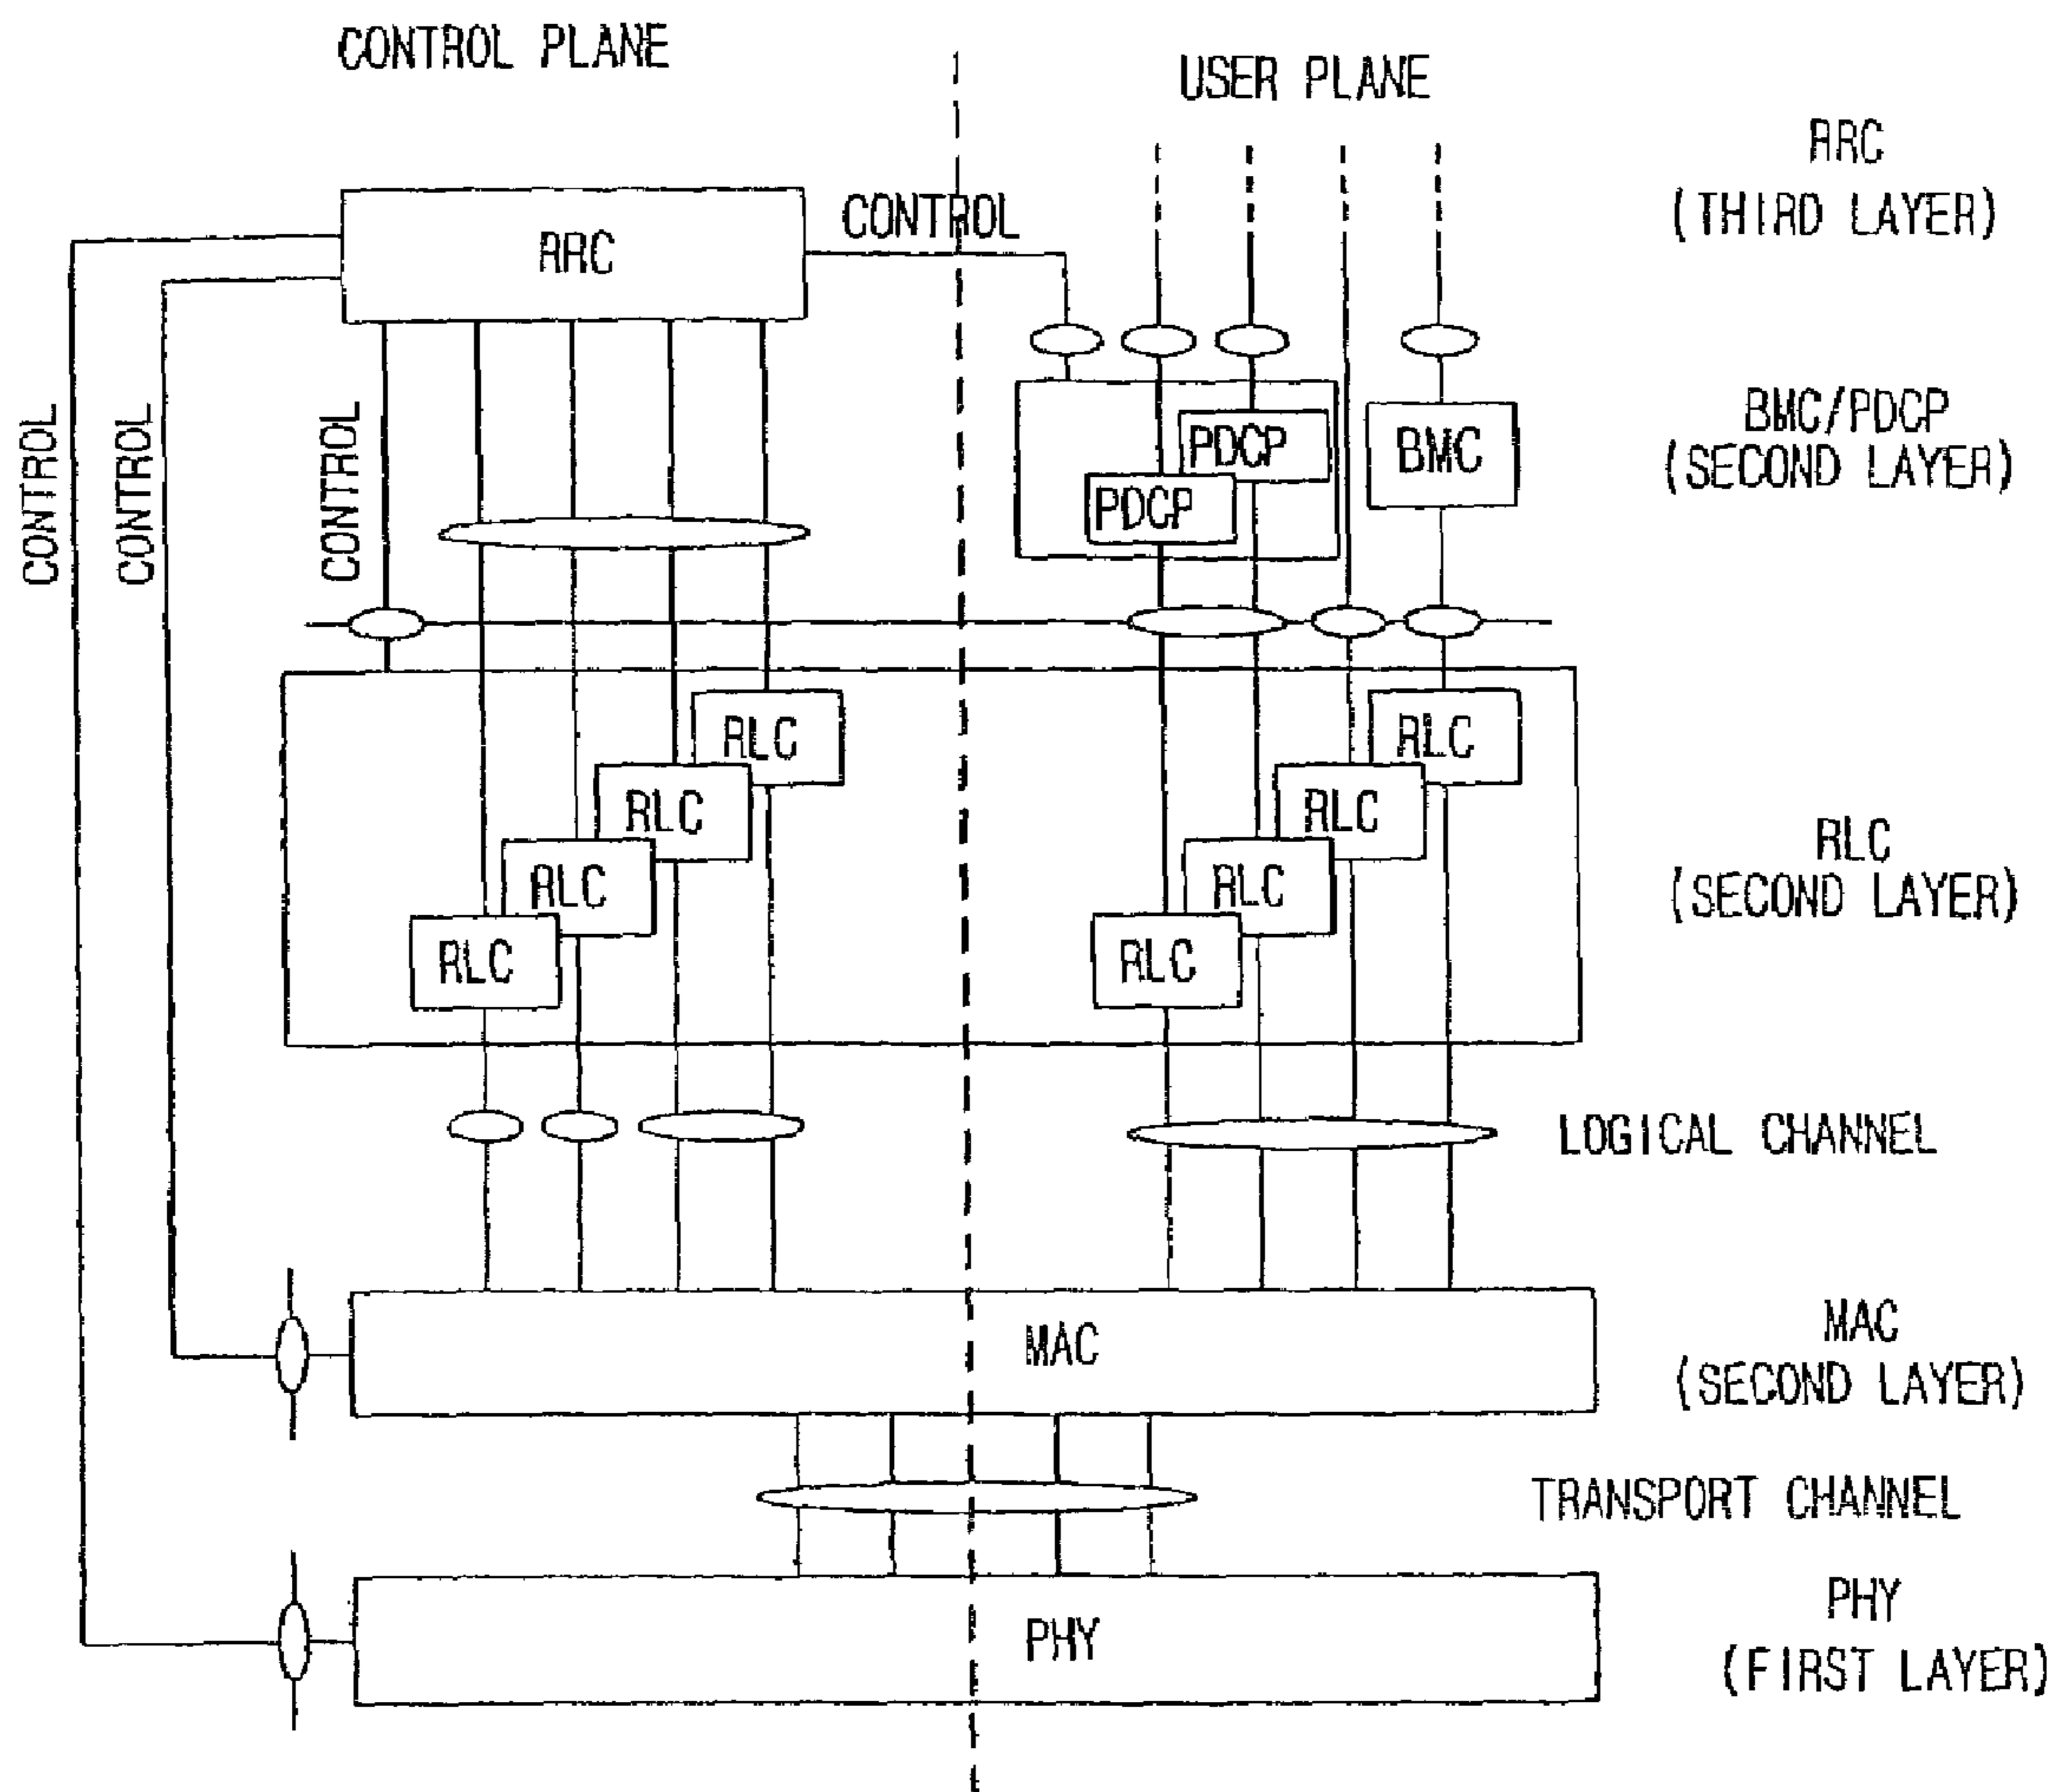 CONTROL PLANE
USER PLANE
RRC
(THIRD LAYER)
RRC
CONTROL
CONTROL
CONTROL
CONTROL
PDCP
PDCP
BMC
BMC/PDCP
(SECOND LAYER)
RLC
RLC
RLC
RLC
RLC
RLC
RLC
RLC
RLC
(SECOND LAYER)
LOGICAL CHANNEL
MAC
MAC
(SECOND LAYER)
TRANSPORT CHANNEL
PHY
PHY
(FIRST LAYER)